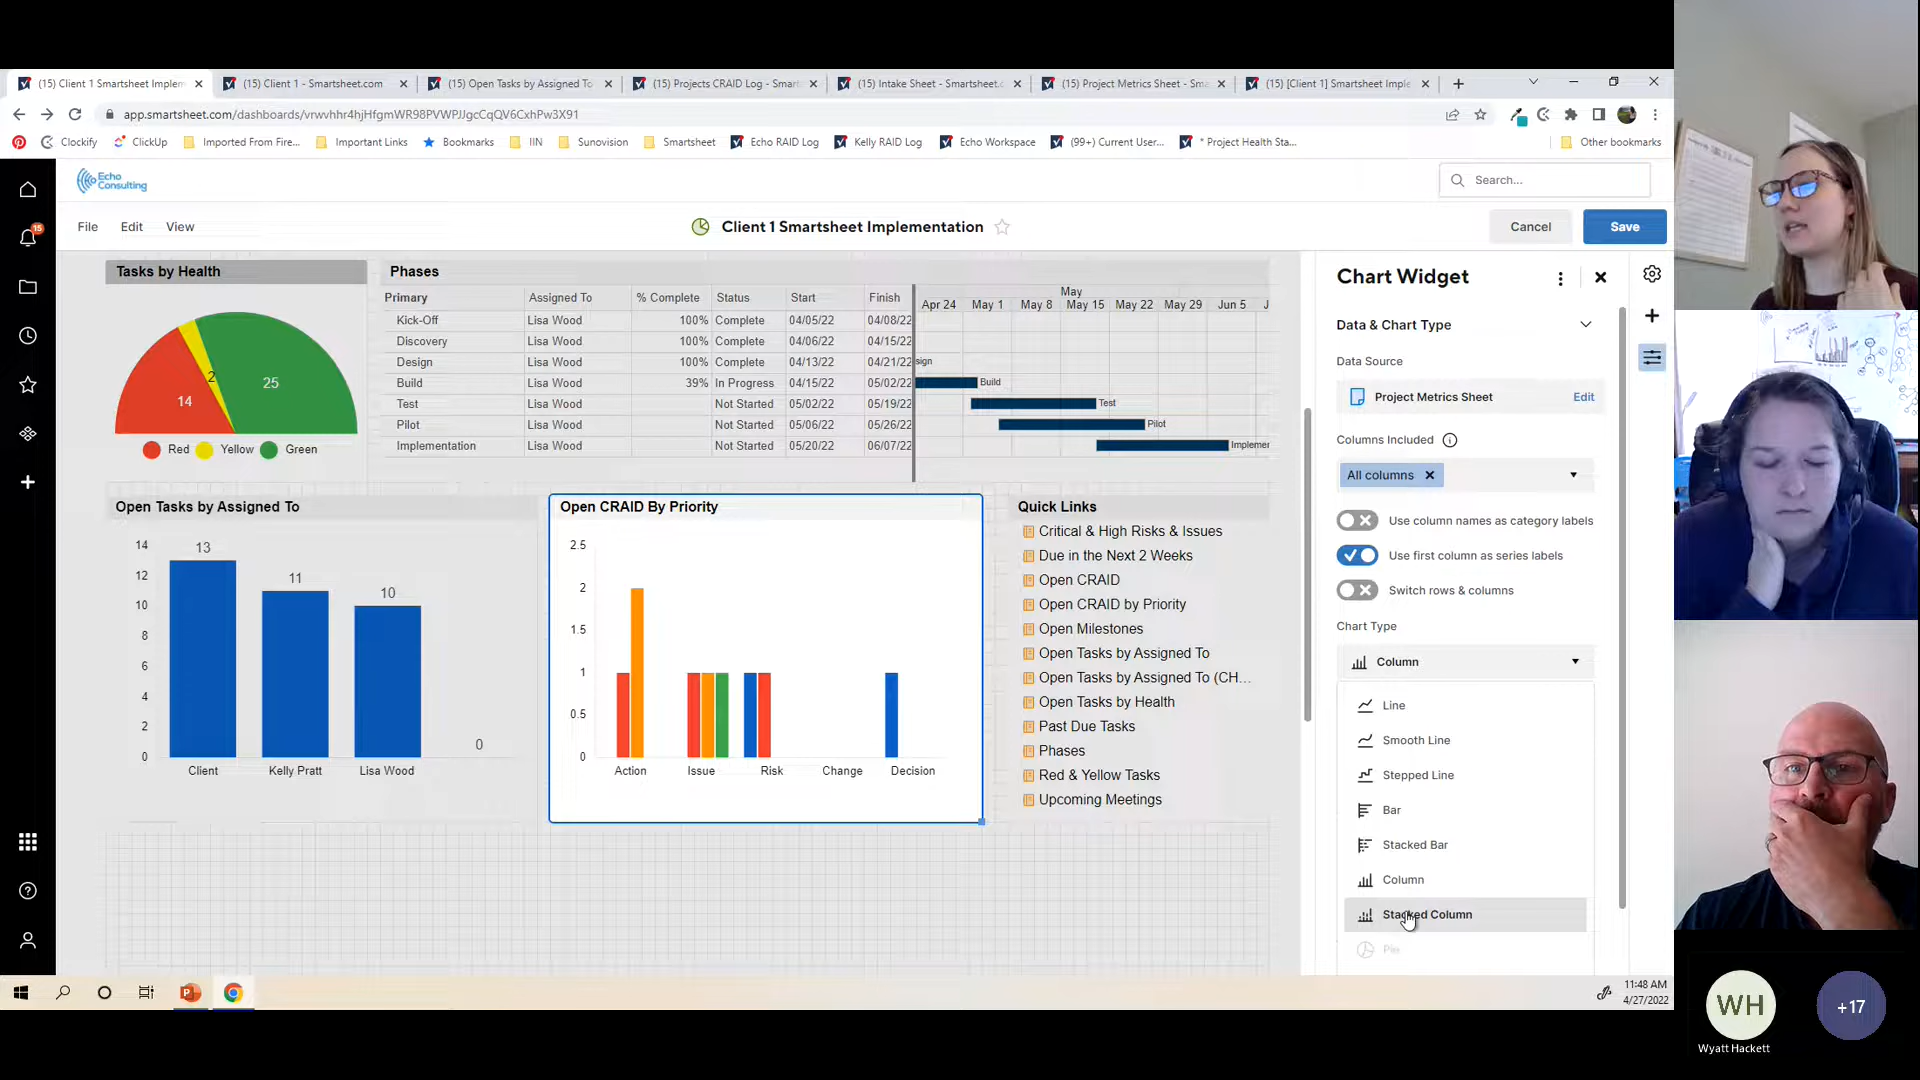 (15) Client 1 Smartsheet Implem
(15) Client 1 - Smartsheet.com
(15) Open Tasks by Assigned To
(15) Projects CRAID Log - Smart
(15) Intake Sheet - Smartsheet.c
(15) Project Metrics Sheet - Sma
(15) [Client 1] Smartsheet Imple
app.smartsheet.com/dashboards/vrwvhhr4hjHfgmWR98PVWPJJgcCqQV6CxhPw3X91
Clockify
ClickUp
Imported From Fire...
Important Links
Bookmarks
IIN
Sunovision
Smartsheet
Echo RAID Log
Kelly RAID Log
Echo Workspace
(99+) Current User...
* Project Health Sta...
Other bookmarks
15
Echo
Consulting
Search...
File
Edit
View
Client 1 Smartsheet Implementation
Cancel
Save
Tasks by Health
14
2
25
Red
Yellow
Green
Phases
Primary Assigned To % Complete Status Start Finish
May
Apr 24 May 1 May 8 May 15 May 22 May 29 Jun 5 J
Kick-Off Lisa Wood 100% Complete 04/05/22 04/08/22
Discovery Lisa Wood 100% Complete 04/06/22 04/15/22
Design Lisa Wood 100% Complete 04/13/22 04/21/22 sign
Build Lisa Wood 39% In Progress 04/15/22 05/02/22 Build
Test Lisa Wood Not Started 05/02/22 05/19/22 Test
Pilot Lisa Wood Not Started 05/06/22 05/26/22 Pilot
Implementation Lisa Wood Not Started 05/20/22 06/07/22 Implemen
Open Tasks by Assigned To
14
12
10
8
6
4
2
0
13
11
10
0
Client
Kelly Pratt
Lisa Wood
Open CRAID By Priority
2.5
2
1.5
1
0.5
0
Action
Issue
Risk
Change
Decision
Quick Links
Critical & High Risks & Issues
Due in the Next 2 Weeks
Open CRAID
Open CRAID by Priority
Open Milestones
Open Tasks by Assigned To
Open Tasks by Assigned To (CH...
Open Tasks by Health
Past Due Tasks
Phases
Red & Yellow Tasks
Upcoming Meetings
Chart Widget
Data & Chart Type
Data Source
Project Metrics Sheet
Edit
Columns Included
All columns
Use column names as category labels
Use first column as series labels
Switch rows & columns
Chart Type
Column
Line
Smooth Line
Stepped Line
Bar
Stacked Bar
Column
Stacked Column
Pie
11:48 AM
4/27/2022
WH
+17
Wyatt Hackett